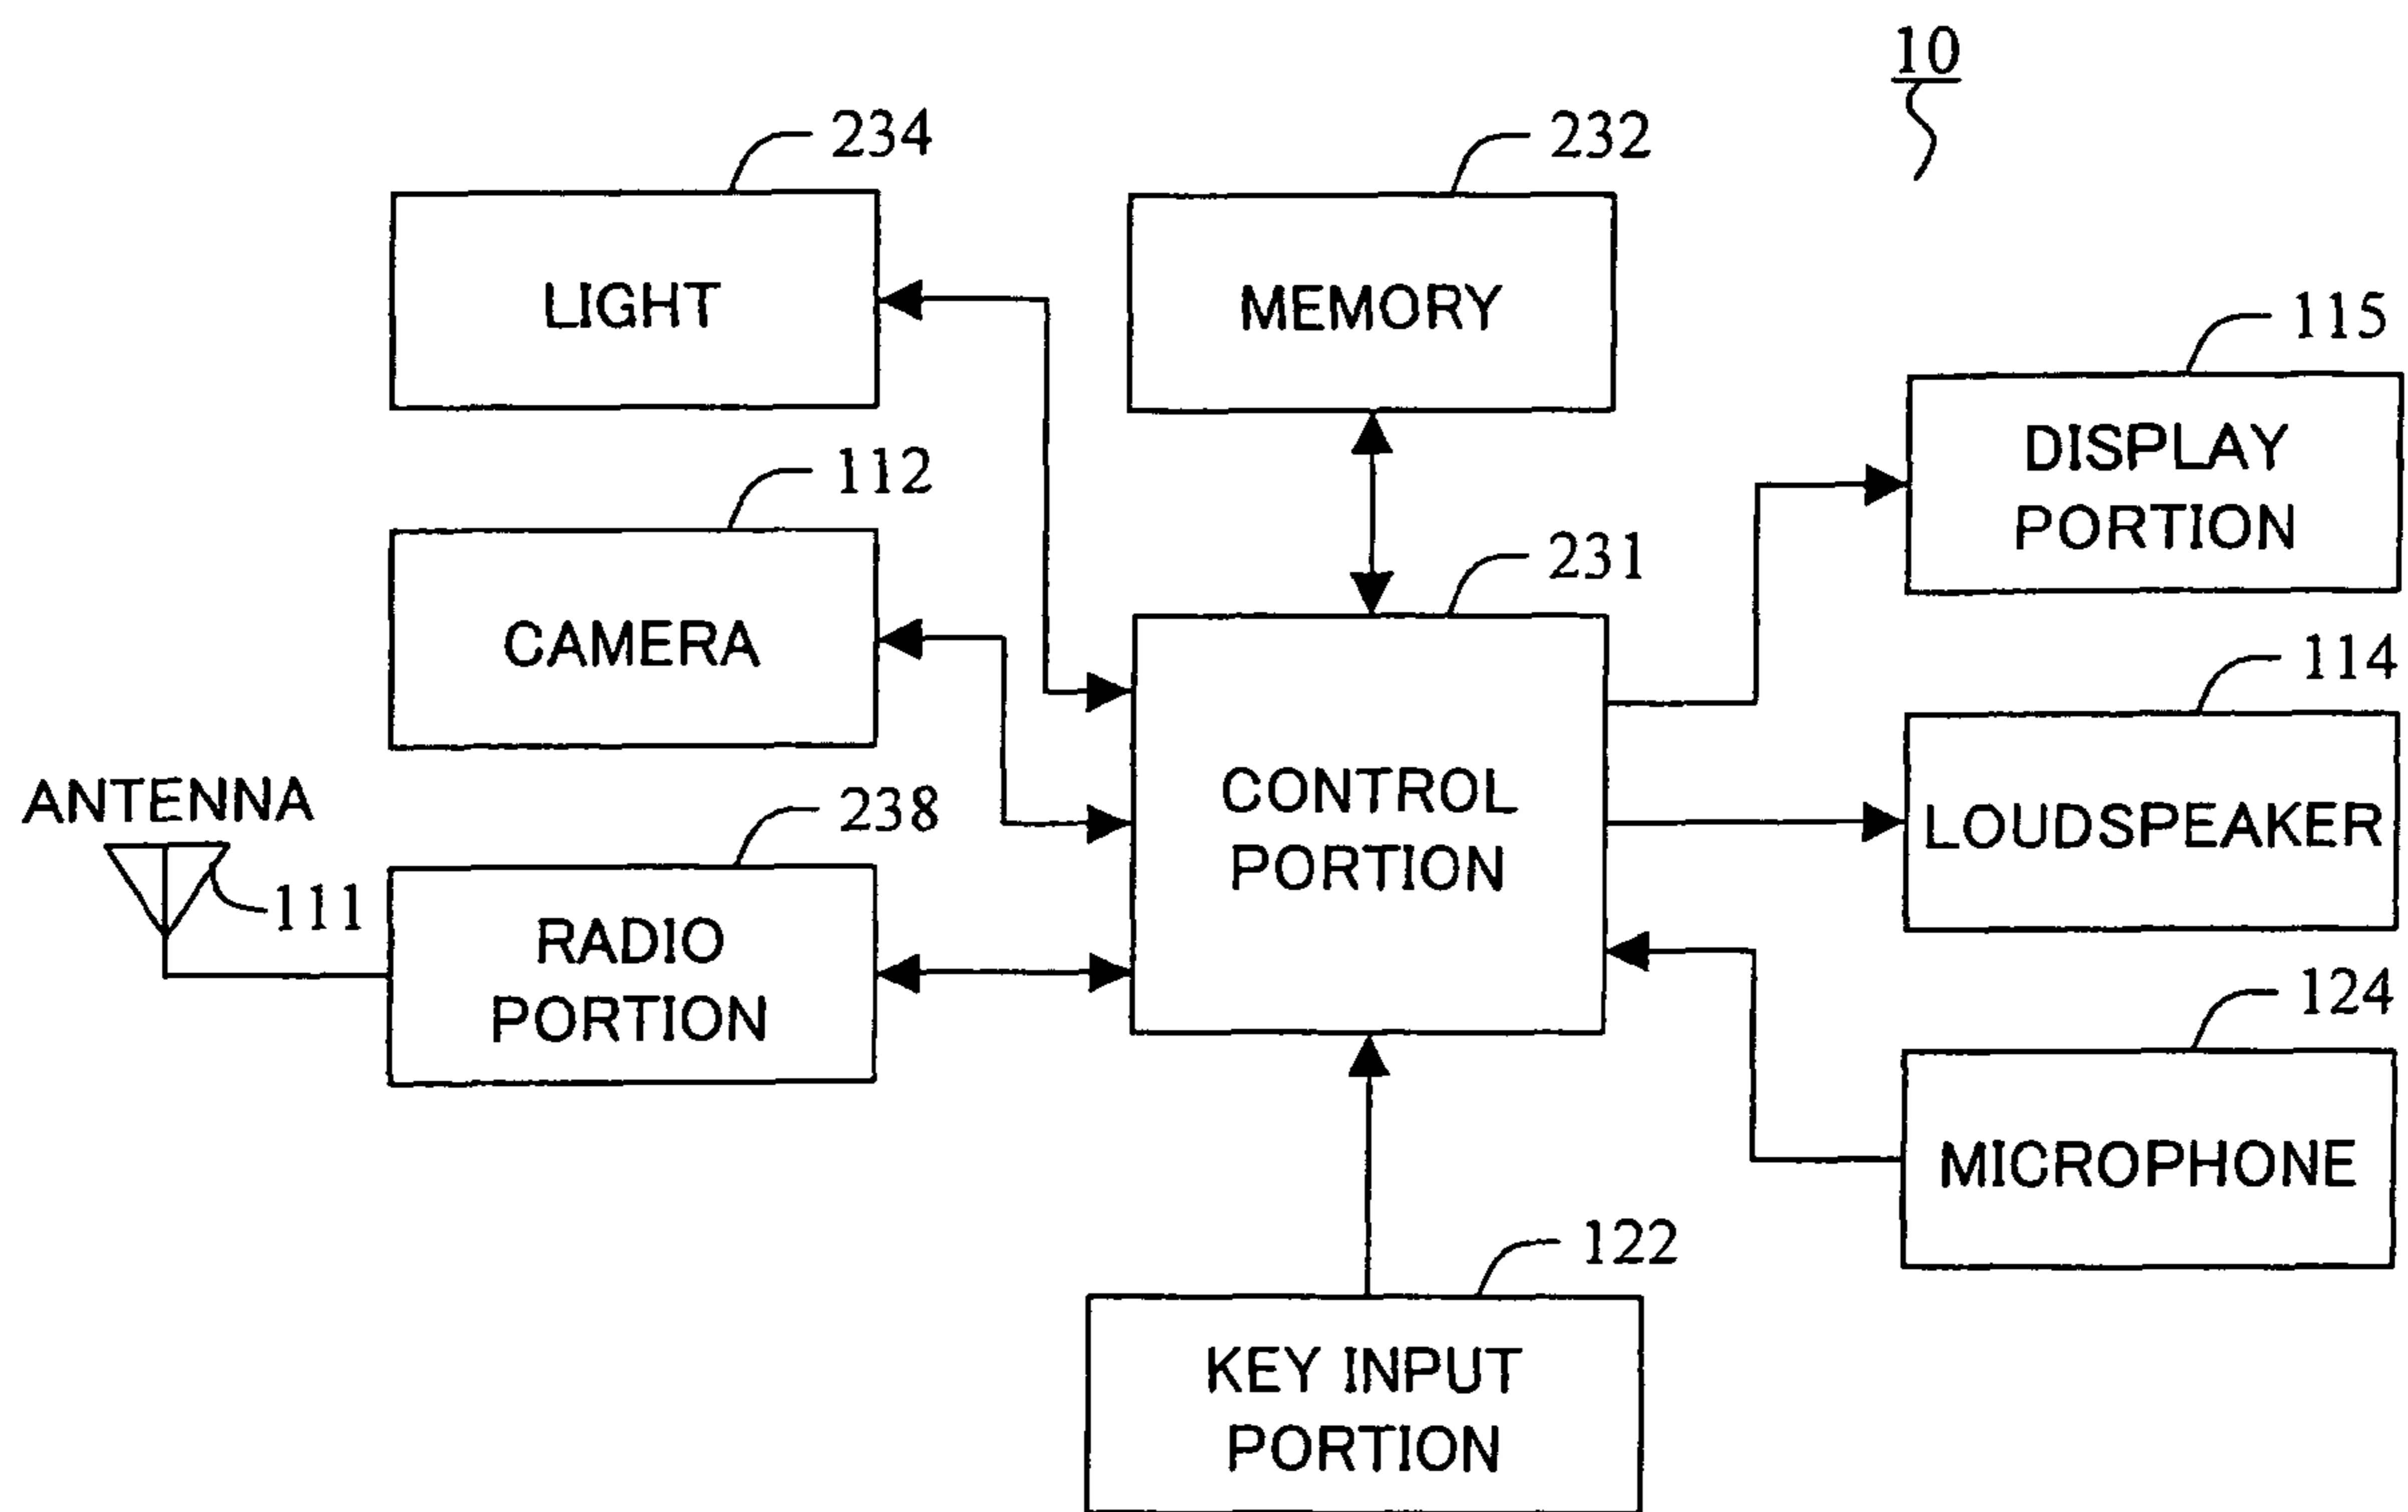 10
234
232
LIGHT
MEMORY
115
DISPLAY
PORTION
112
231
CAMERA
114
ANTENNA
238
CONTROL
PORTION
LOUDSPEAKER
111
RADIO
PORTION
124
MICROPHONE
122
KEY INPUT
PORTION